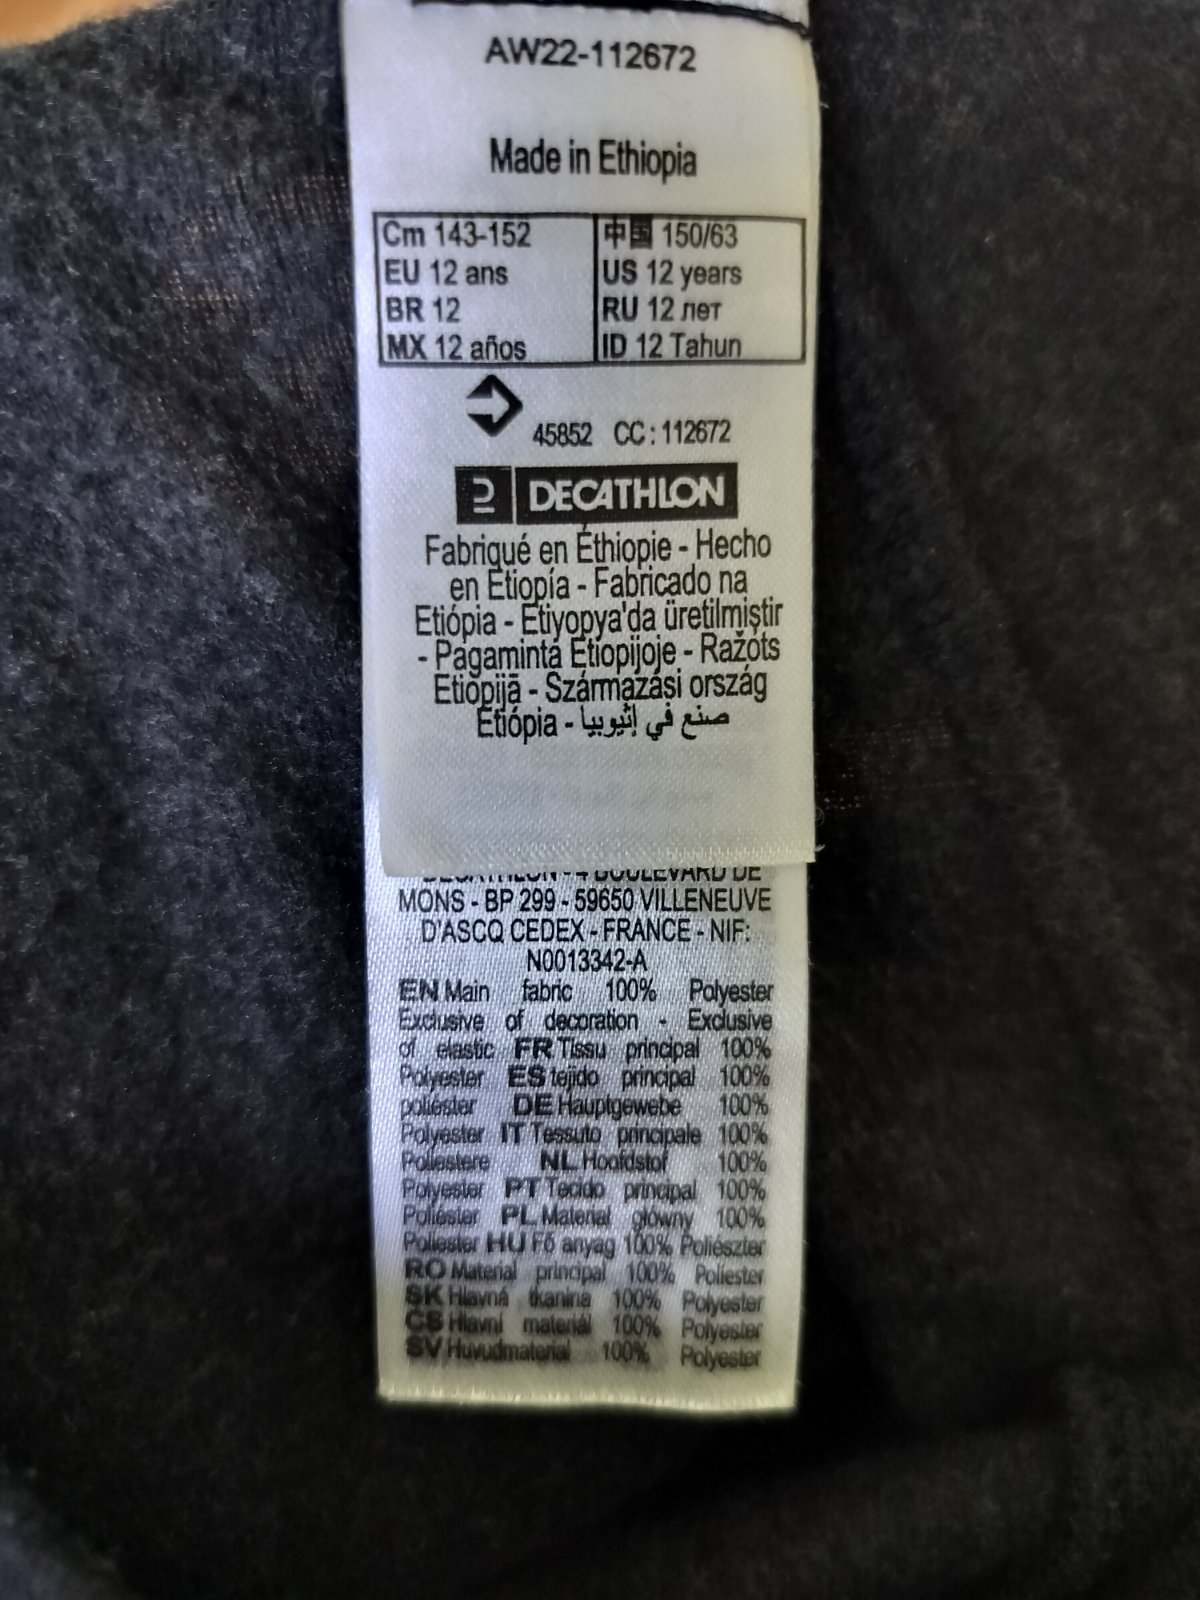 AW22-112672
Made in Ethiopia
Cm 143-152
EU 12 ans
BR 12
MX 12 años
中国 150/63
US 12 years
RU 12 лет
ID 12 Tahun
45852 CC : 112672
DECATHLON
Fabriqué en Éthiopie - Hecho
en Etiopía - Fabricado na
Etiópia - Etiyopya'da üretilmiştir
- Pagaminta Etiopijoje - Ražots
Etiopijā - Származási ország
Etiópia - صنع في إثيوبيا
DECATHLON - 4 BOULEVARD DE
MONS - BP 299 - 59650 VILLENEUVE
D'ASCQ CEDEX - FRANCE - NIF:
N0013342-A
EN Main fabric 100% Polyester
Exclusive of decoration - Exclusive
of elastic FR Tissu principal 100%
Polyester ES tejido principal 100%
poliéster DE Hauptgewebe 100%
Polyester IT Tessuto principale 100%
Poliestere NL Hoofdstof 100%
Polyester PT Tecido principal 100%
Poliéster PL Materiał główny 100%
Poliester HU Fő anyag 100% Poliészter
RO Material principal 100% Poliester
SK Hlavná tkanina 100% Polyester
CS Hlavní materiál 100% Polyester
SV Huvudmaterial 100% Polyester